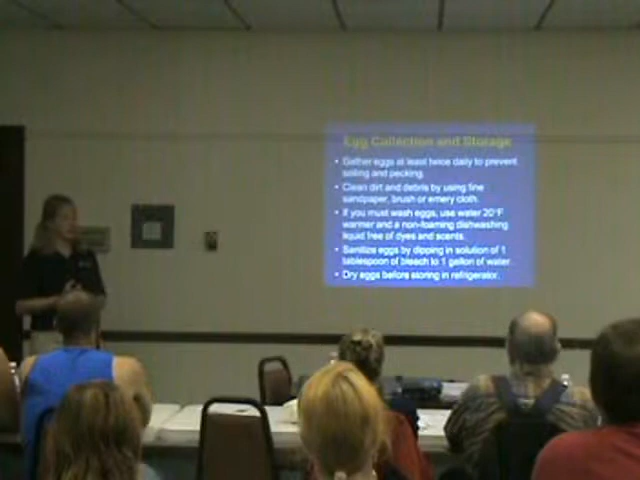 Egg Collection and Storage
• Gather eggs at least twice daily to prevent
soiling and pecking.
• Clean dirt and debris by using fine
sandpaper, brush or emery cloth.
• If you must wash eggs, use water 20°F
warmer and a non-foaming dishwashing
liquid free of dyes and scents.
• Sanitize eggs by dipping in solution of 1
tablespoon of bleach to 1 gallon of water.
• Dry eggs before storing in refrigerator.